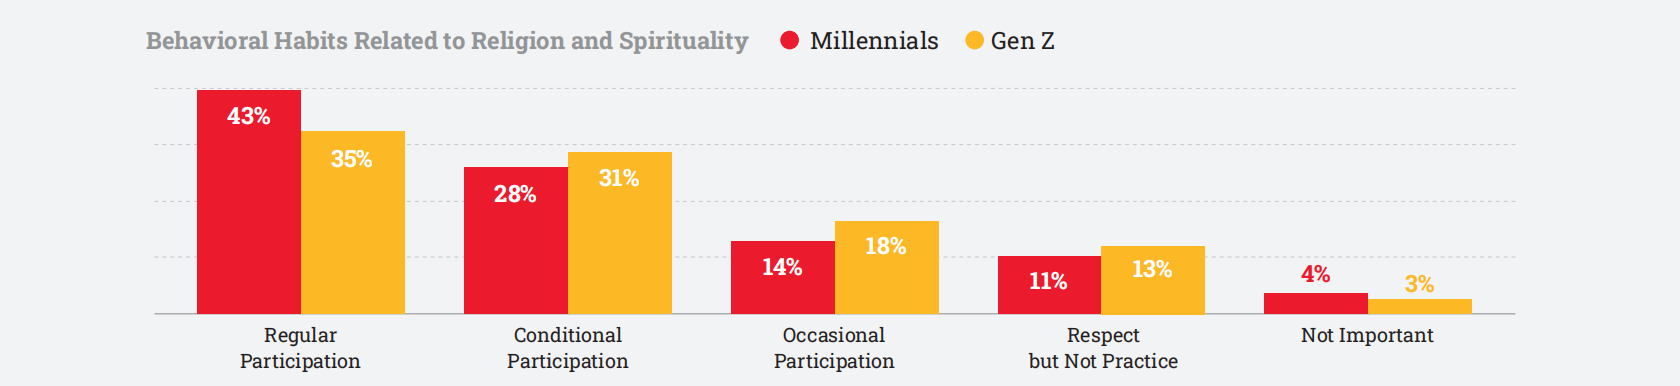 Behavioral Habits Related to Religion and Spirituality Millennials Gen Z
43% 35% 28% 31% 14% 18% 11% 13% 4% 3%
Regular Participation
Conditional Participation
Occasional Participation
Respect but Not Practice
Not Important